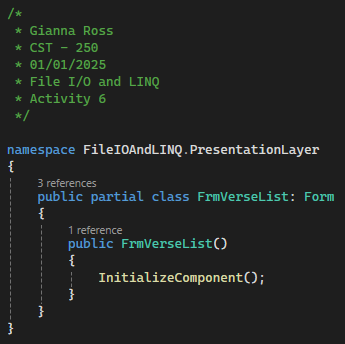 /*
 * Gianna Ross
 * CST - 250
 * 01/01/2025
 * File I/O and LINQ
 * Activity 6
 */
namespace FileIOAndLINQ.PresentationLayer
{
    3 references
    public partial class FrmVerseList: Form
    {
        1 reference
        public FrmVerseList()
        {
            InitializeComponent();
        }
    }
}